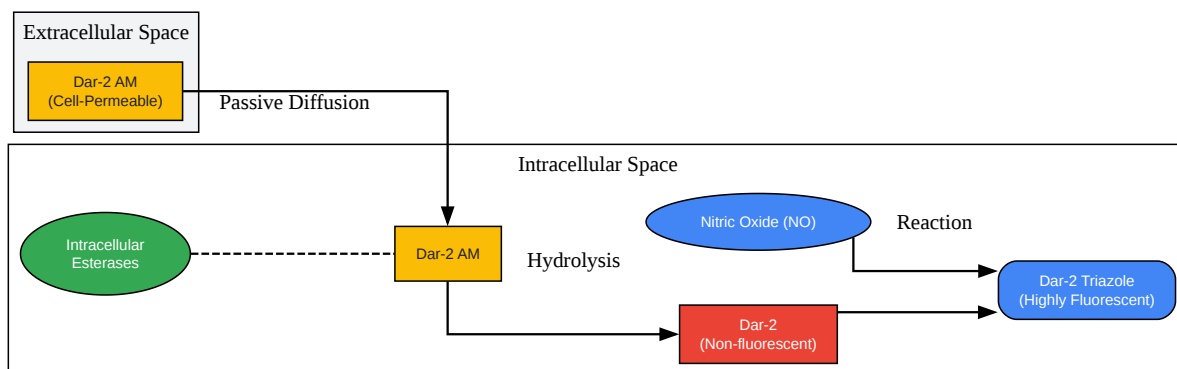 Extracellular Space
Dar-2 AM
(Cell-Permeable)
Passive Diffusion
Intracellular Space
Intracellular
Esterases
Dar-2 AM
Hydrolysis
Nitric Oxide (NO)
Reaction
Dar-2
(Non-fluorescent)
Dar-2 Triazole
(Highly Fluorescent)